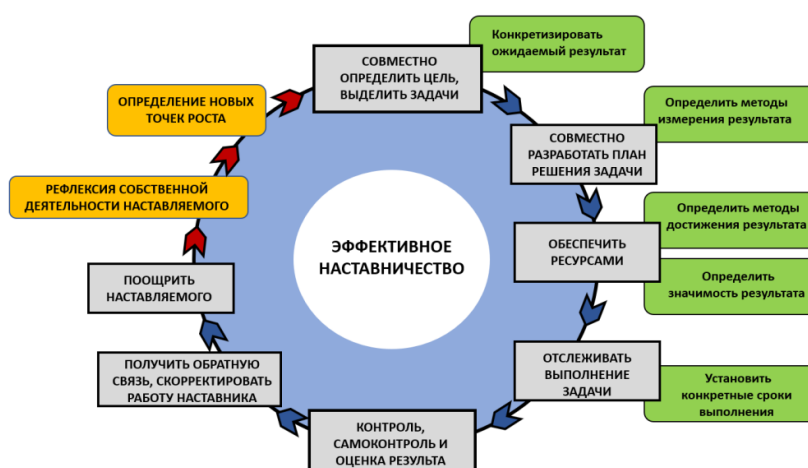 Конкретизировать
ожидаемый результат
СОВМЕСТНО
ОПРЕДЕЛИТЬ ЦЕЛЬ,
ВЫДЕЛИТЬ ЗАДАЧИ
ОПРЕДЕЛЕНИЕ НОВЫХ
ТОЧЕК РОСТА
Определить методы
измерения результата
СОВМЕСТНО
РАЗРАБОТАТЬ ПЛАН
РЕШЕНИЯ ЗАДАЧИ
РЕФЛЕКСИЯ СОБСТВЕННОЙ
ДЕЯТЕЛЬНОСТИ НАСТАВЛЯЕМОГО
Определить методы
достижения результата
ЭФФЕКТИВНОЕ
НАСТАВНИЧЕСТВО
ОБЕСПЕЧИТЬ
РЕСУРСАМИ
Определить
значимость результата
ПООЩРИТЬ
НАСТАВЛЯЕМОГО
ПОЛУЧИТЬ ОБРАТНУЮ
СВЯЗЬ, СКОРРЕКТИРОВАТЬ
РАБОТУ НАСТАВНИКА
ОТСЛЕЖИВАТЬ
ВЫПОЛНЕНИЕ
ЗАДАЧИ
Установить
конкретные сроки
выполнения
КОНТРОЛЬ,
САМОКОНТРОЛЬ И
ОЦЕНКА РЕЗУЛЬТА